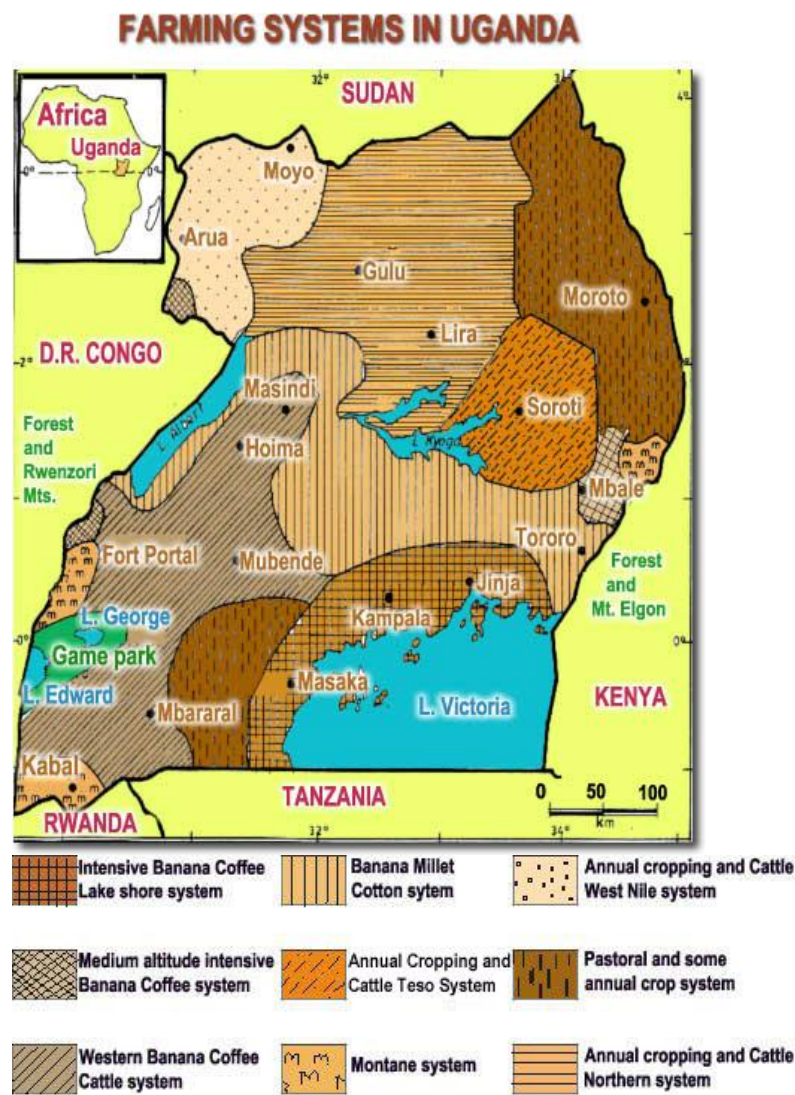 FARMING SYSTEMS IN UGANDA
32°
34°
4°
SUDAN
Africa
Uganda
0°
0°
Moyo
Arua
Gulu
Moroto
Lira
D.R. CONGO
2°
2°
Masindi
Soroti
L. Albert
L. Kyoga
Forest
and
Rwenzori
Mts.
Hoima
Mbale
Tororo
Fort Portal
Mubende
Forest
and
Mt. Elgon
Jinja
Kampala
L. George
0°
0°
Game park
L. Edward
Masaka
Mbararal
L. Victoria
KENYA
Kabal
TANZANIA
0 50 100
km
RWANDA
32°
34°
Intensive Banana Coffee
Lake shore system
Banana Millet
Cotton sytem
Annual cropping and Cattle
West Nile system
Medium altitude intensive
Banana Coffee system
Annual Cropping and
Cattle Teso System
Pastoral and some
annual crop system
Western Banana Coffee
Cattle system
Montane system
Annual cropping and Cattle
Northern system